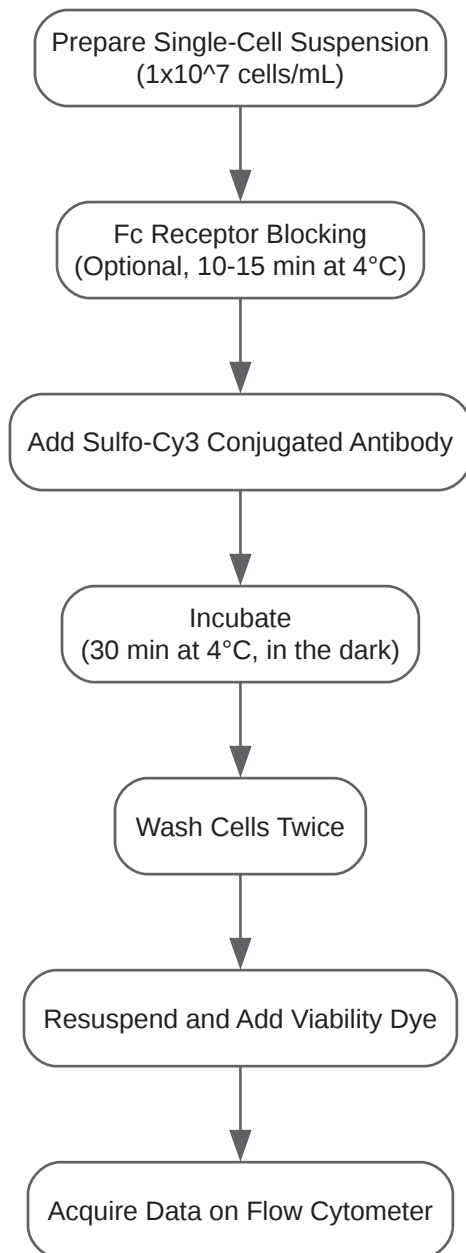 Prepare Single-Cell Suspension
(1x10^7 cells/mL)
Fc Receptor Blocking
(Optional, 10-15 min at 4°C)
Add Sulfo-Cy3 Conjugated Antibody
Incubate
(30 min at 4°C, in the dark)
Wash Cells Twice
Resuspend and Add Viability Dye
Acquire Data on Flow Cytometer